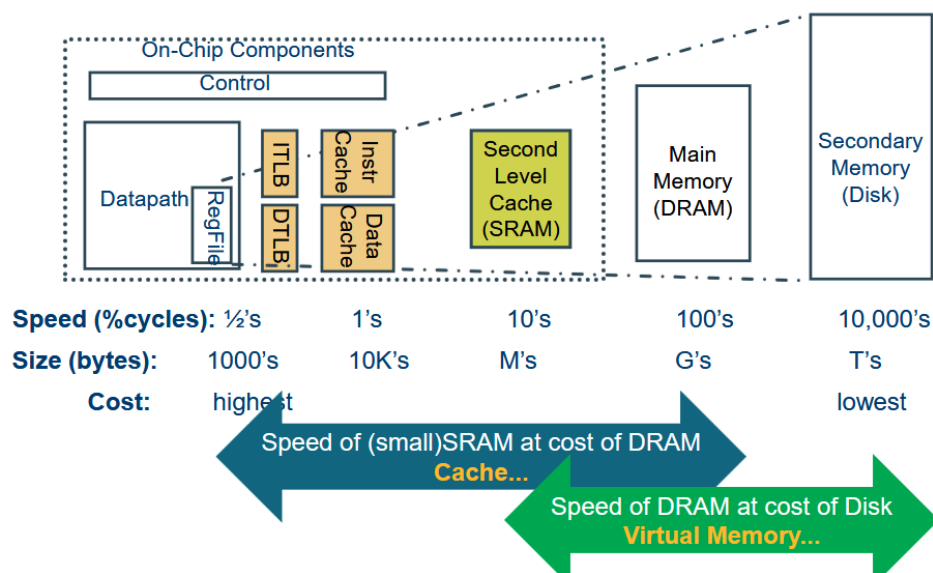 On-Chip Components
Control
Datapath
RegFile
ITLB
DTLB
Instr
Cache
Data
Cache
Second
Level
Cache
(SRAM)
Main
Memory
(DRAM)
Secondary
Memory
(Disk)
Speed (%cycles): ½’s 1’s 10’s 100’s 10,000’s
Size (bytes): 1000’s 10K’s M’s G’s T’s
Cost: highest lowest
Speed of (small)SRAM at cost of DRAM
Cache...
Speed of DRAM at cost of Disk
Virtual Memory...